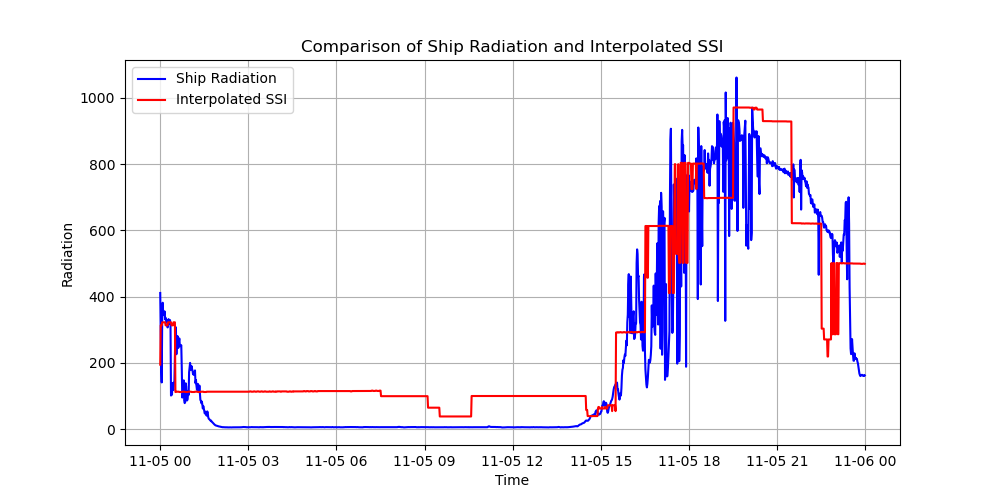 Comparison of Ship Radiation and Interpolated SSI
Ship Radiation
Interpolated SSI
Radiation
1000
800
600
400
200
0
11-05 00 11-05 03 11-05 06 11-05 09 11-05 12 11-05 15 11-05 18 11-05 21 11-06 00
Time